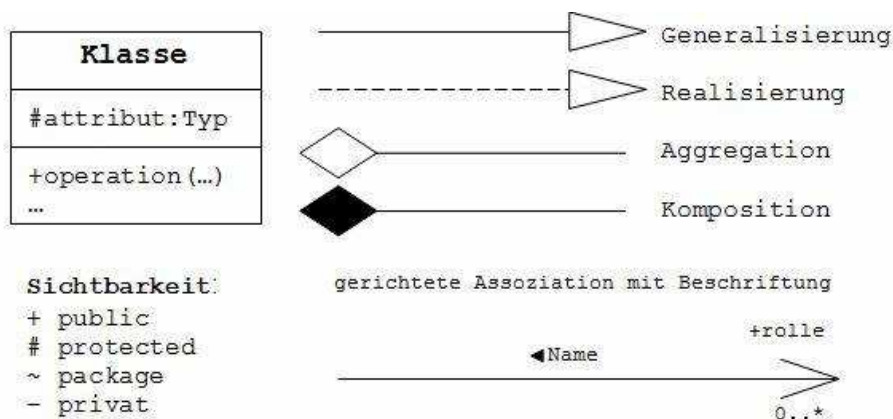 Klasse
#attribut:Typ
+operation(…)
…
Generalisierung
Realisierung
Aggregation
Komposition
Sichtbarkeit:
+ public
# protected
~ package
- privat
gerichtete Assoziation mit Beschriftung
+rolle
◀Name
0..*